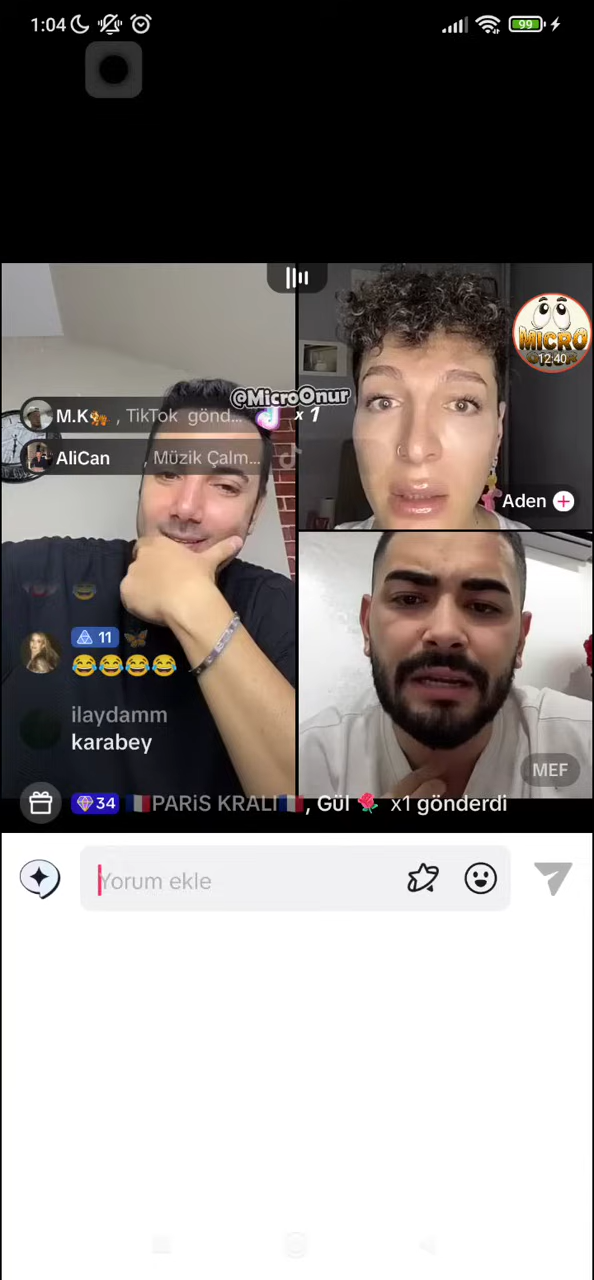 1:04
99
@MicroOnur
MICRO
12:40
M.K , TikTok gönd... x 1
AliCan , Müzik Çalm...
Aden
11
😂😂😂😂
ilaydamm
karabey
MEF
34 🇫🇷PARiS KRALI🇫🇷, Gül 🌹 x1 gönderdi
Yorum ekle